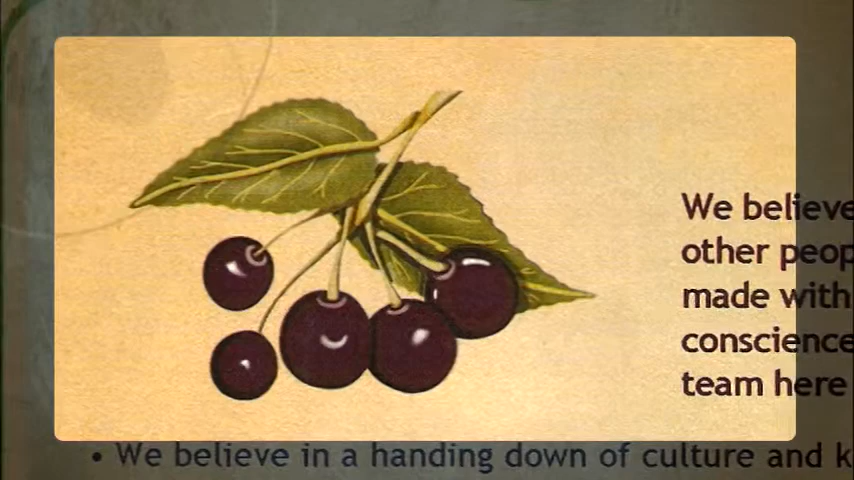 We believe
other peop
made with
conscience
team here
• We believe in a handing down of culture and k